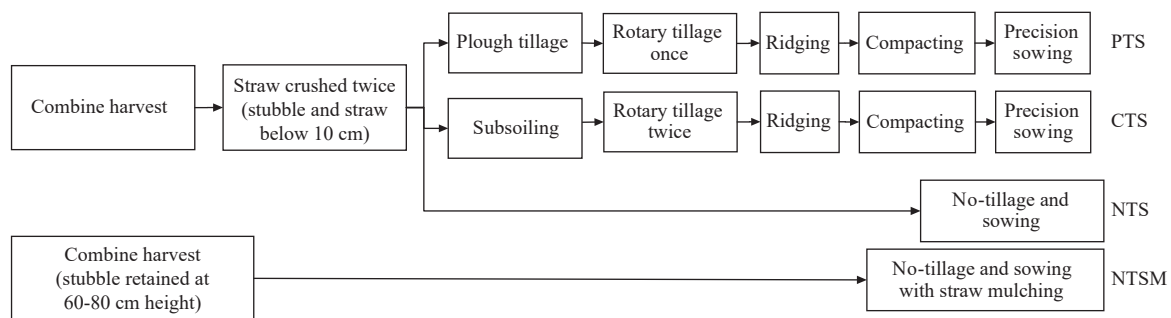 Combine harvest
Straw crushed twice
(stubble and straw
below 10 cm)
Plough tillage
Rotary tillage
once
Ridging
Compacting
Precision
sowing
PTS
Subsoiling
Rotary tillage
twice
Ridging
Compacting
Precision
sowing
CTS
No-tillage and
sowing
NTS
Combine harvest
(stubble retained at
60-80 cm height)
No-tillage and sowing
with straw mulching
NTSM